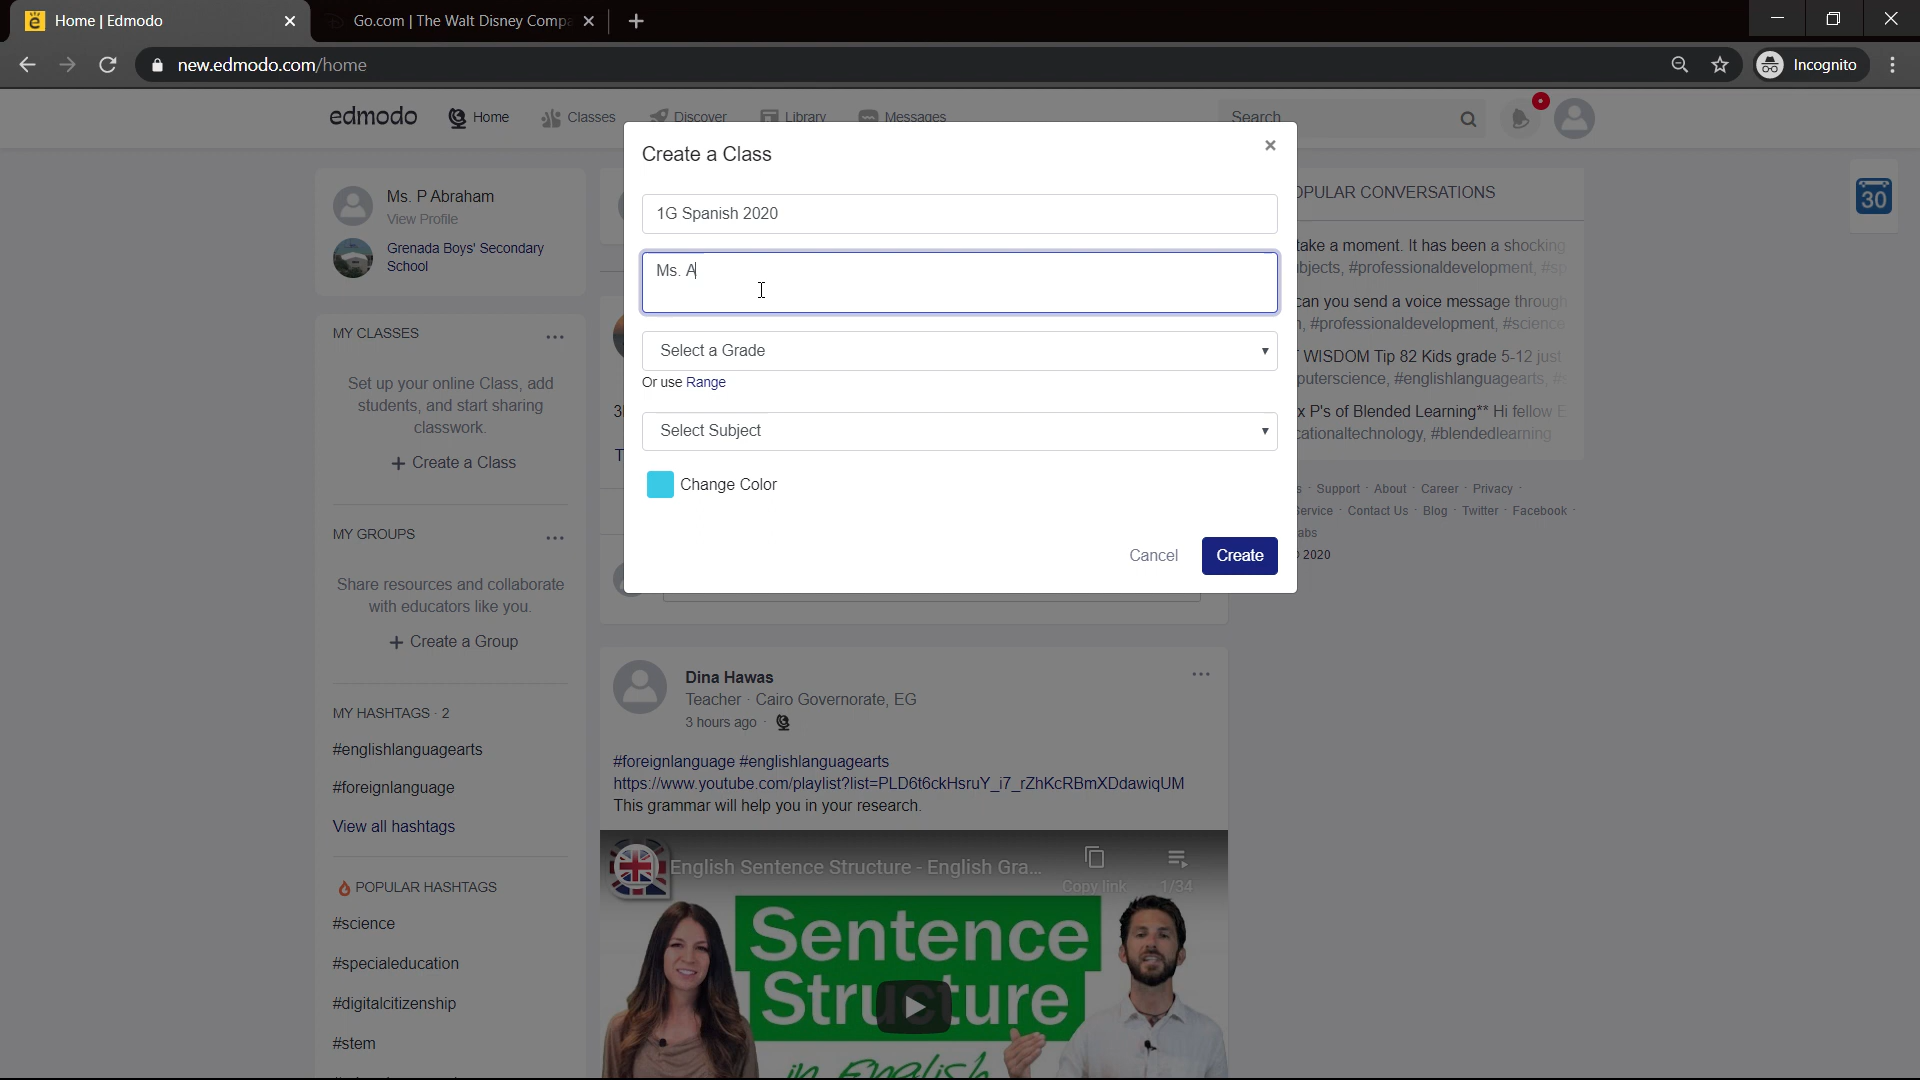 Home | Edmodo
Go.com | The Walt Disney Compa
new.edmodo.com/home
Incognito
edmodo
Home
Classes
Discover
Library
Messages
Search
Ms. P Abraham
View Profile
Grenada Boys' Secondary
School
MY CLASSES
Set up your online Class, add
students, and start sharing
classwork.
+ Create a Class
MY GROUPS
Share resources and collaborate
with educators like you.
+ Create a Group
MY HASHTAGS · 2
#englishlanguagearts
#foreignlanguage
View all hashtags
POPULAR HASHTAGS
#science
#specialeducation
#digitalcitizenship
#stem
Create a Class
×
1G Spanish 2020
Ms. A
Select a Grade
Or use Range
Select Subject
Change Color
Cancel
Create
Dina Hawas
Teacher · Cairo Governorate, EG
3 hours ago ·
#foreignlanguage #englishlanguagearts
https://www.youtube.com/playlist?list=PLD6t6ckHsruY_i7_rZhKcRBmXDdawiqUM
This grammar will help you in your research.
English Sentence Structure - English Gra...
Copy link
1/34
Sentence
Structure
in English
OPULAR CONVERSATIONS
take a moment. It has been a shocking
bjects, #professionaldevelopment, #sp
can you send a voice message through
, #professionaldevelopment, #science
WISDOM Tip 82 Kids grade 5-12 just
puterscience, #englishlanguagearts,
x P's of Blended Learning** Hi fellow E
cationaltechnology, #blendedlearning
s · Support · About · Career · Privacy ·
Service · Contact Us · Blog · Twitter · Facebook ·
abs
2020
30